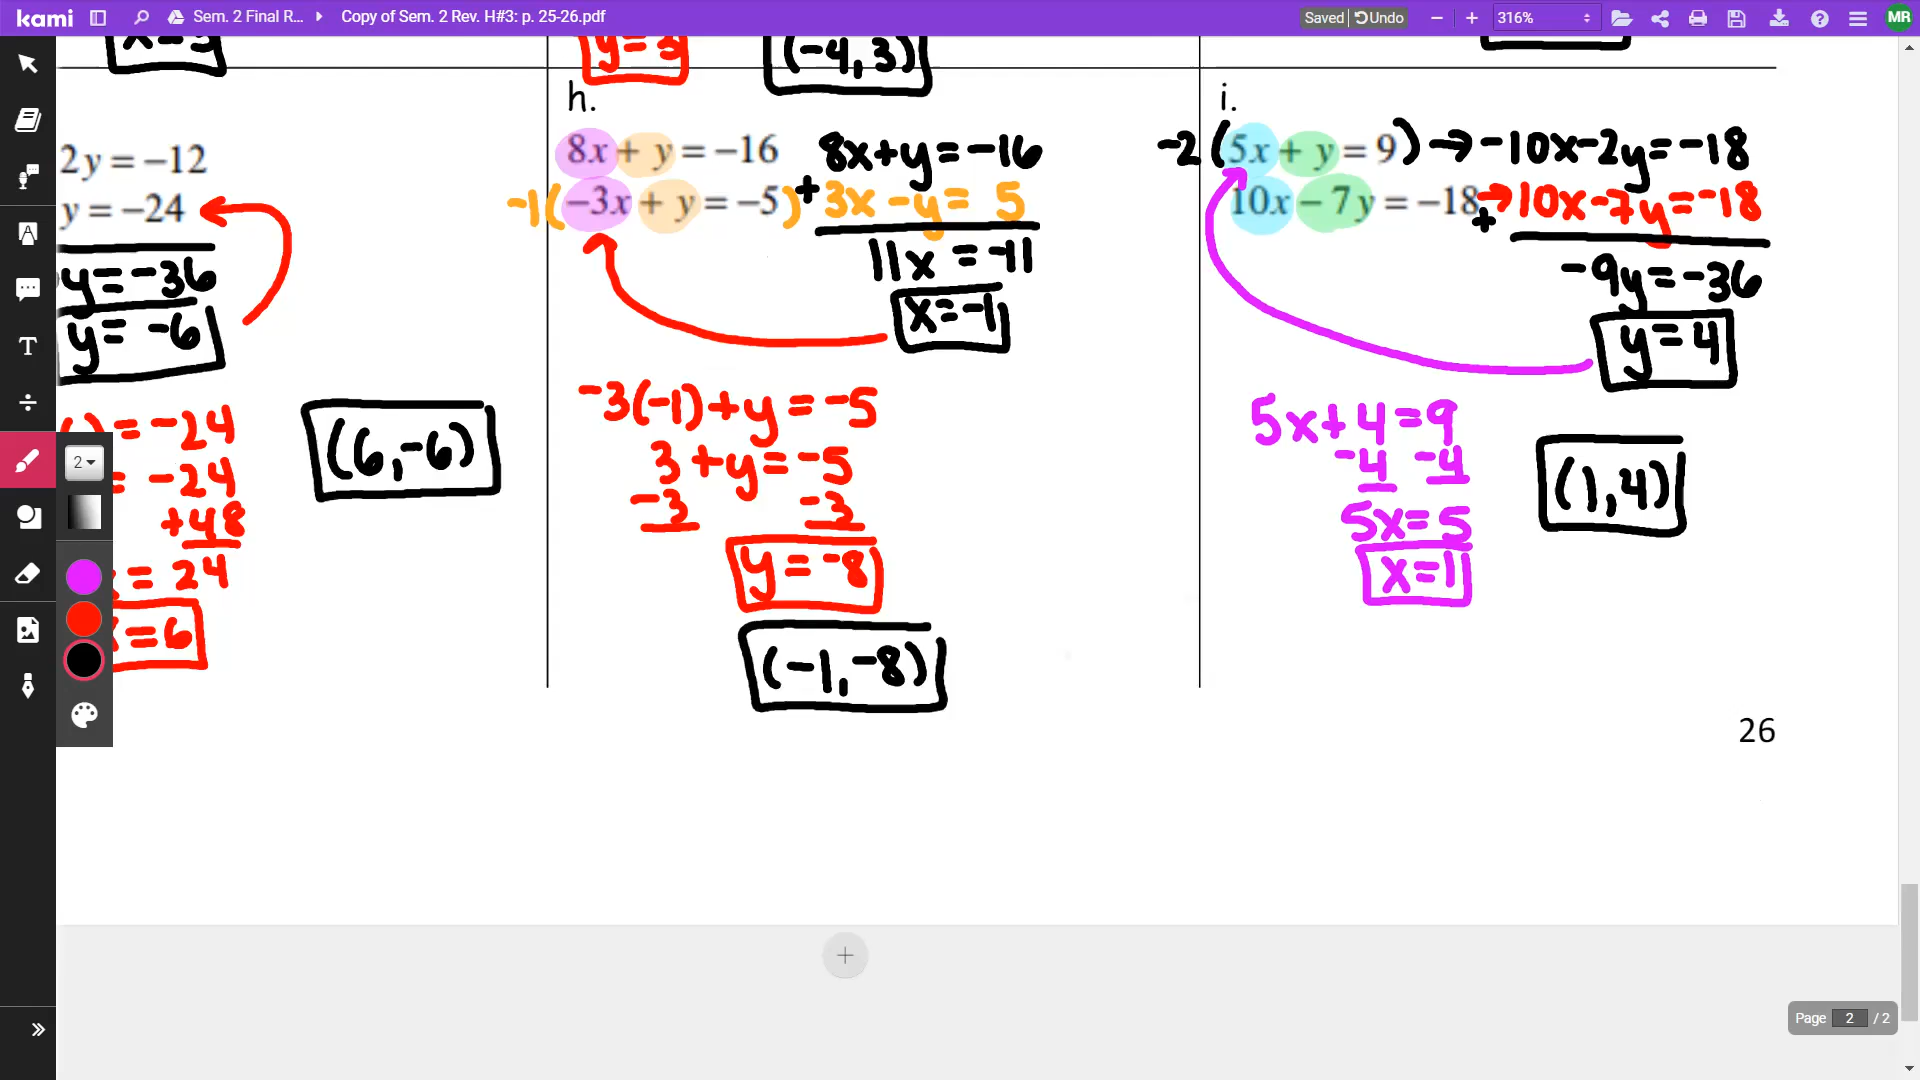 kami Sem. 2 Final R... Copy of Sem. 2 Rev. H#3: p. 25-26.pdf Saved Undo 316% MR
y = 3 (-4, 3)
2y = −12
y = −24
y = -36
y = -6
= -24
= -24
+48
= 24
x = 6
(6, -6)
h.
8x + y = −16
-1( −3x + y = −5 )
8x + y = -16
+ 3x - y = 5
11x = -11
x = -1
-3(-1) + y = -5
3 + y = -5
-3 -3
y = -8
(-1, -8)
i.
-2 ( 5x + y = 9 ) → -10x - 2y = -18
10x − 7y = −18 → 10x - 7y = -18
+
-9y = -36
y = 4
5x + 4 = 9
-4 -4
5x = 5
x = 1
(1, 4)
26
2
T
Page 2 / 2